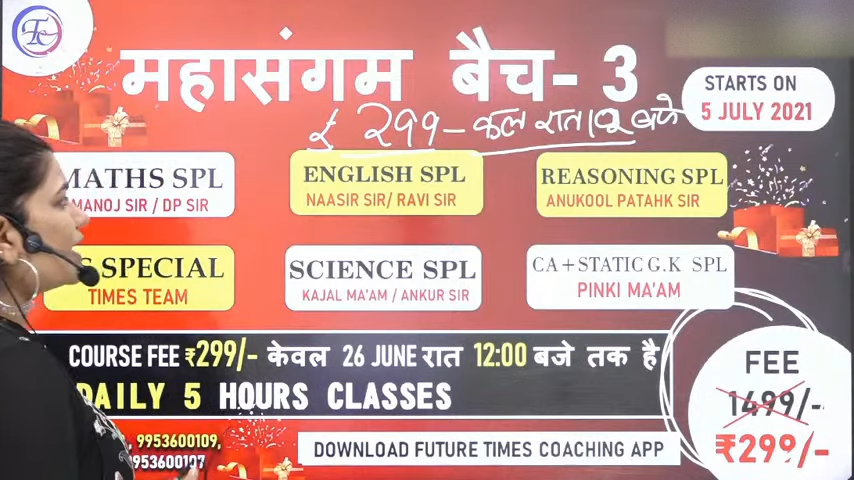 महासंगम बैच- 3
STARTS ON
5 JULY 2021
₹ 299 - कल रात 12 बजे
MATHS SPL
MANOJ SIR / DP SIR
ENGLISH SPL
NAASIR SIR/ RAVI SIR
REASONING SPL
ANUKOOL PATAHK SIR
SPECIAL
TIMES TEAM
SCIENCE SPL
KAJAL MA'AM / ANKUR SIR
CA+STATIC G.K SPL
PINKI MA'AM
COURSE FEE ₹299/- केवल 26 JUNE रात 12:00 बजे तक है
DAILY 5 HOURS CLASSES
FEE
1499/-
₹299/-
, 9953600109,
9953600107
DOWNLOAD FUTURE TIMES COACHING APP